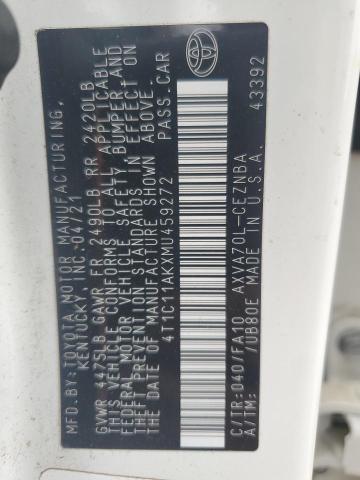 MFD.BY:TOYOTA MOTOR MANUFACTURING,
KENTUCKY, INC. 04/21
GVWR 4475LB GAWR FR 2490LB RR 2420LB
THIS VEHICLE CONFORMS TO ALL APPLICABLE
FEDERAL MOTOR VEHICLE SAFETY, BUMPER, AND
THEFT PREVENTION STANDARDS IN EFFECT ON
THE DATE OF MANUFACTURE SHOWN ABOVE.
4T1C11AKXMU459272 PASS.CAR
C/TR:040/FA10 AXVA70L-CEZNBA
A/TM: /UB80E MADE IN U.S.A. 43392